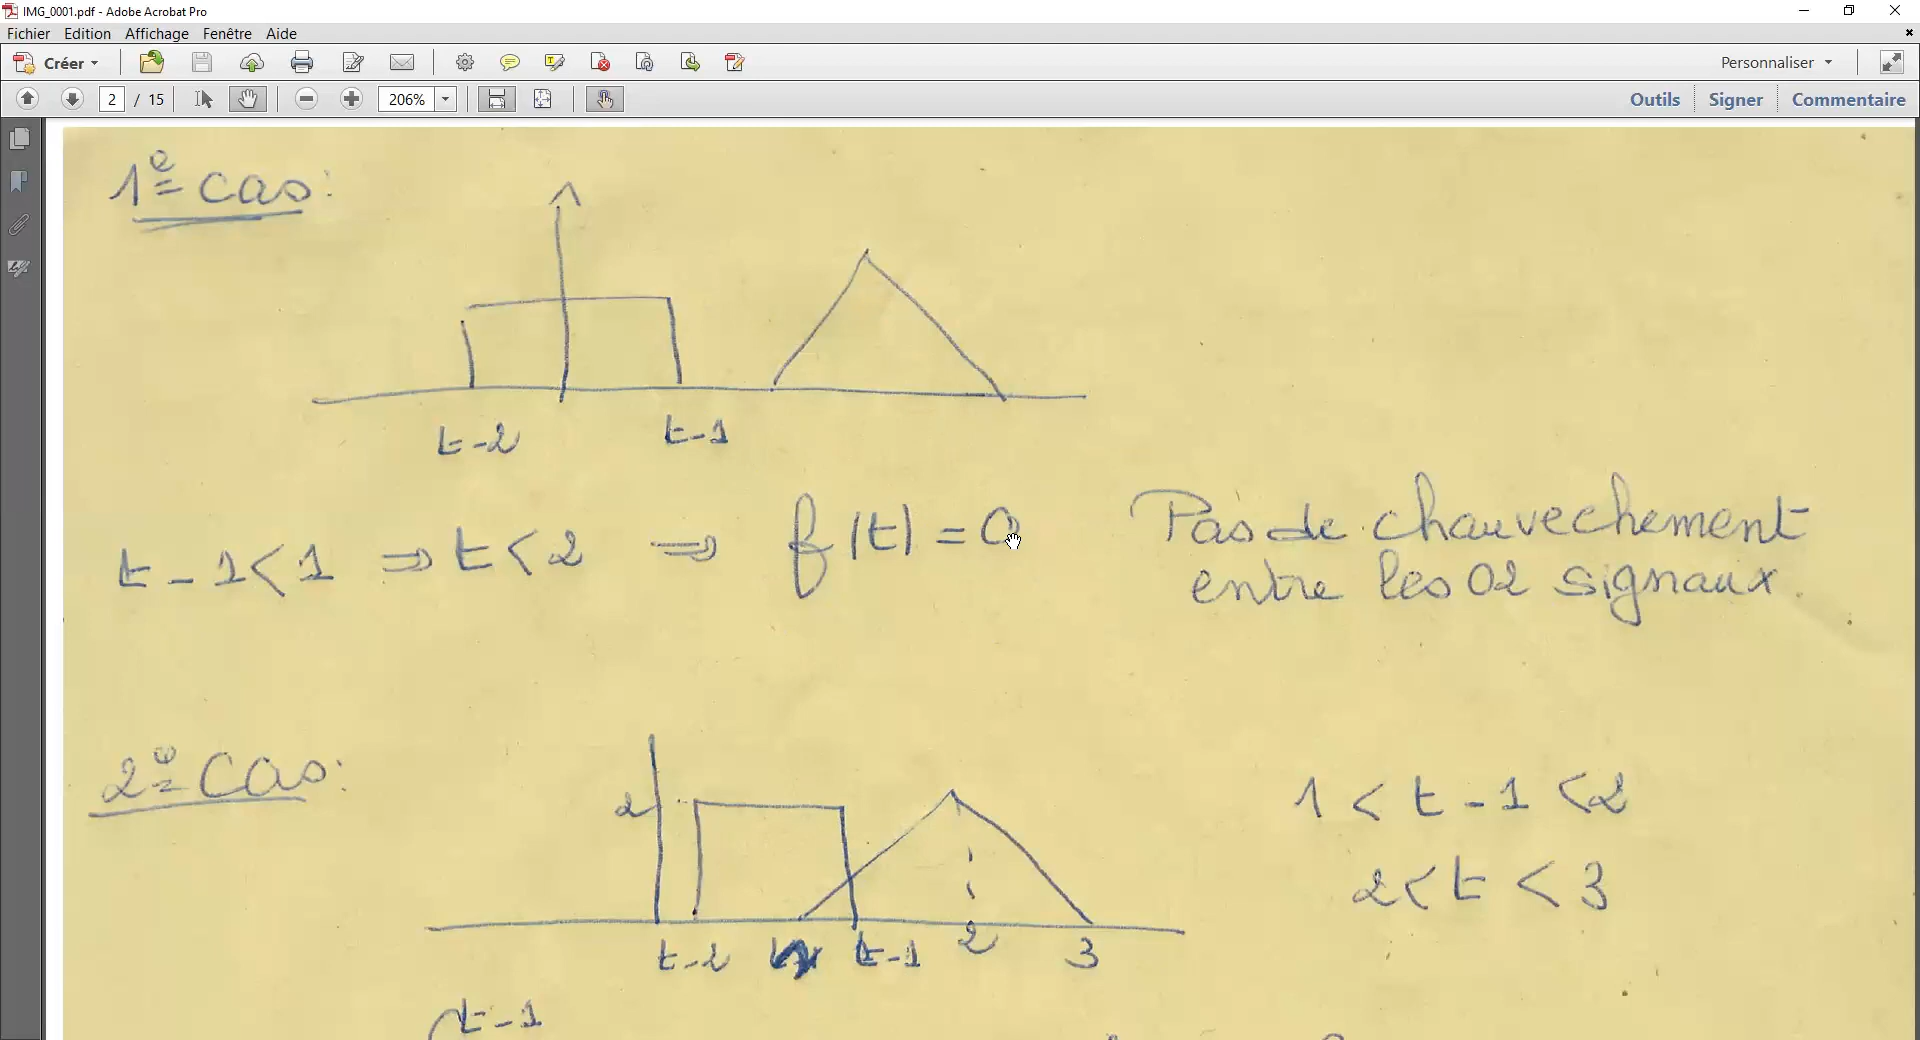 IMG_0001.pdf - Adobe Acrobat Pro
Fichier Edition Affichage Fenêtre Aide
Créer
Personnaliser
2 / 15
206%
Outils Signer Commentaire
1e cas:
t-2 t-1
t-1<1 ⇒ t<2 ⇒ f(t)=0
Pas de chauvechement
entre les 02 signaux.
2e Cas:
2
1 < t-1 < 2
2 < t < 3
t-2 t-1 2 3
t-1